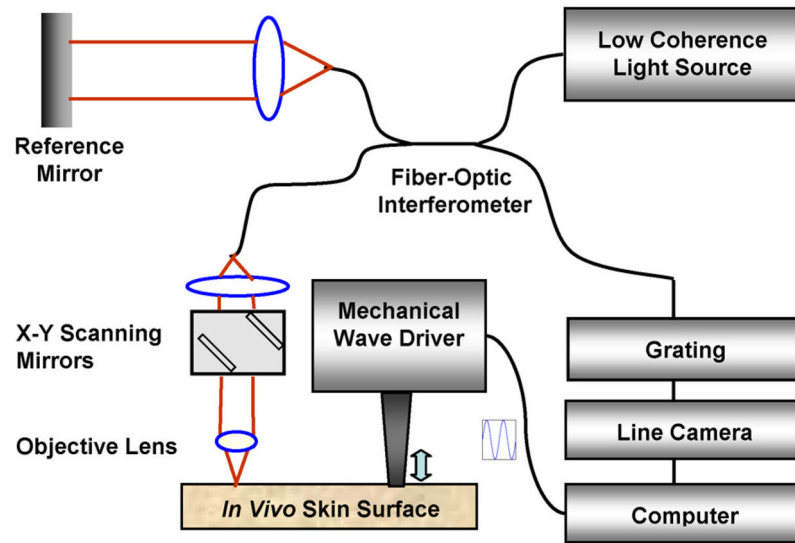 Low Coherence
Light Source
Reference
Mirror
Fiber-Optic
Interferometer
X-Y Scanning
Mirrors
Mechanical
Wave Driver
Grating
Objective Lens
Line Camera
In Vivo Skin Surface
Computer